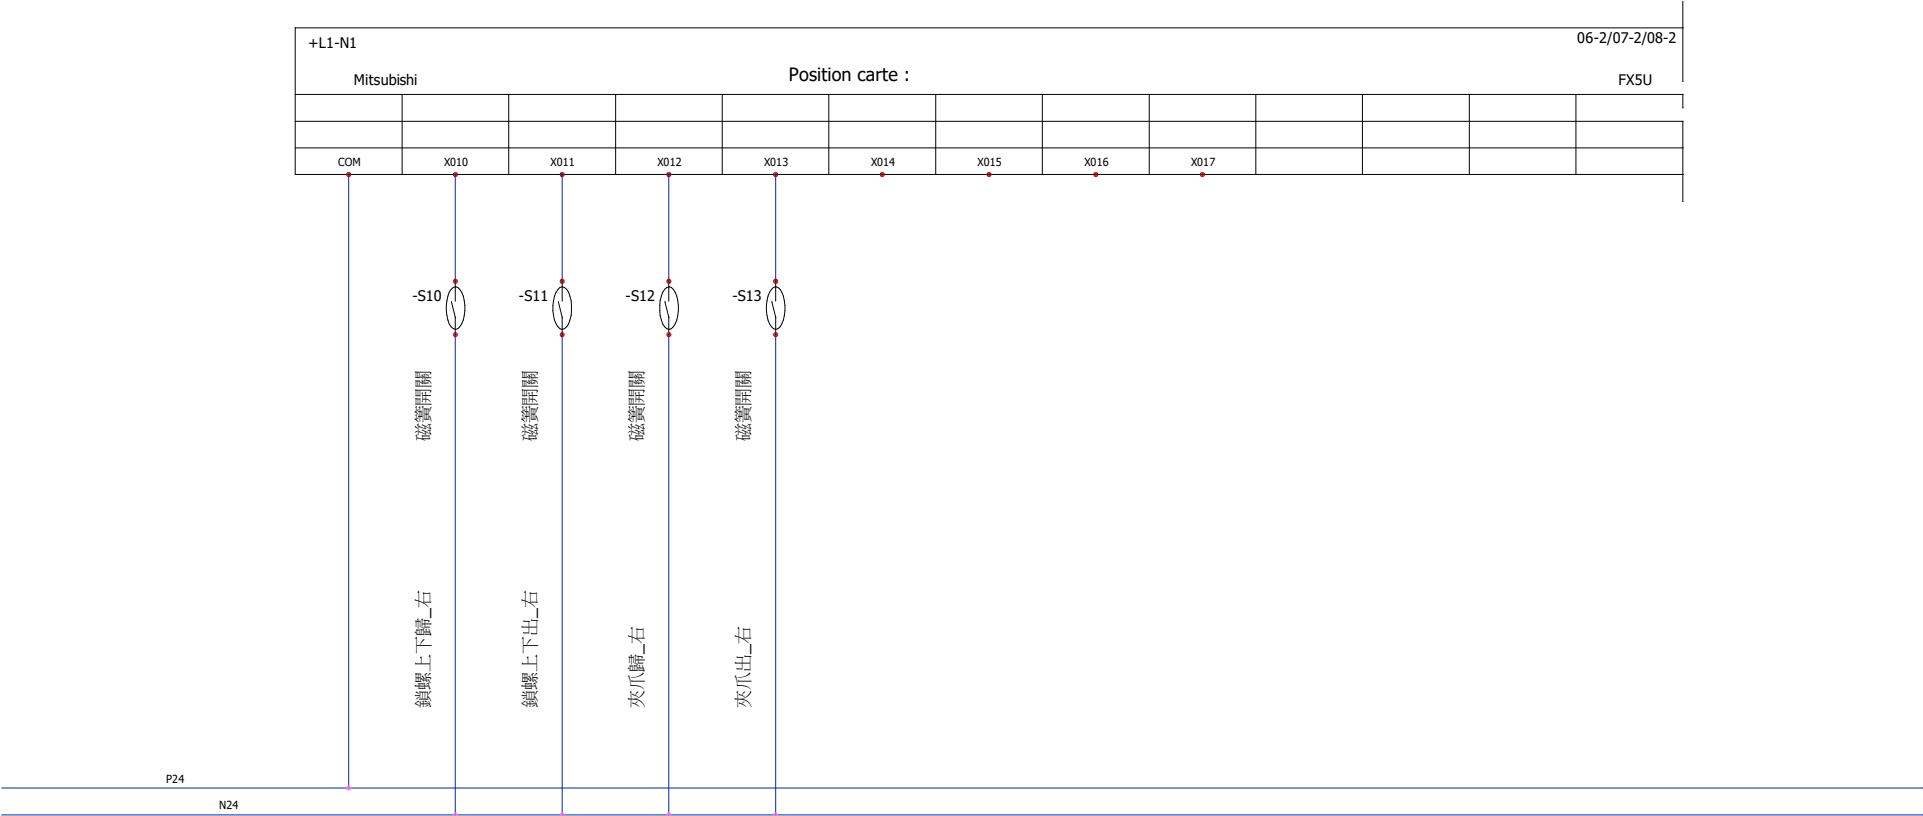 +L1-N1
06-2/07-2/08-2
Mitsubishi
Position carte :
FX5U
COM
X010
X011
X012
X013
X014
X015
X016
X017
-S10
-S11
-S12
-S13
磁簧開關
磁簧開關
磁簧開關
磁簧開關
鎖螺上下歸_右
鎖螺上下出_右
夾爪歸_右
夾爪出_右
P24
N24